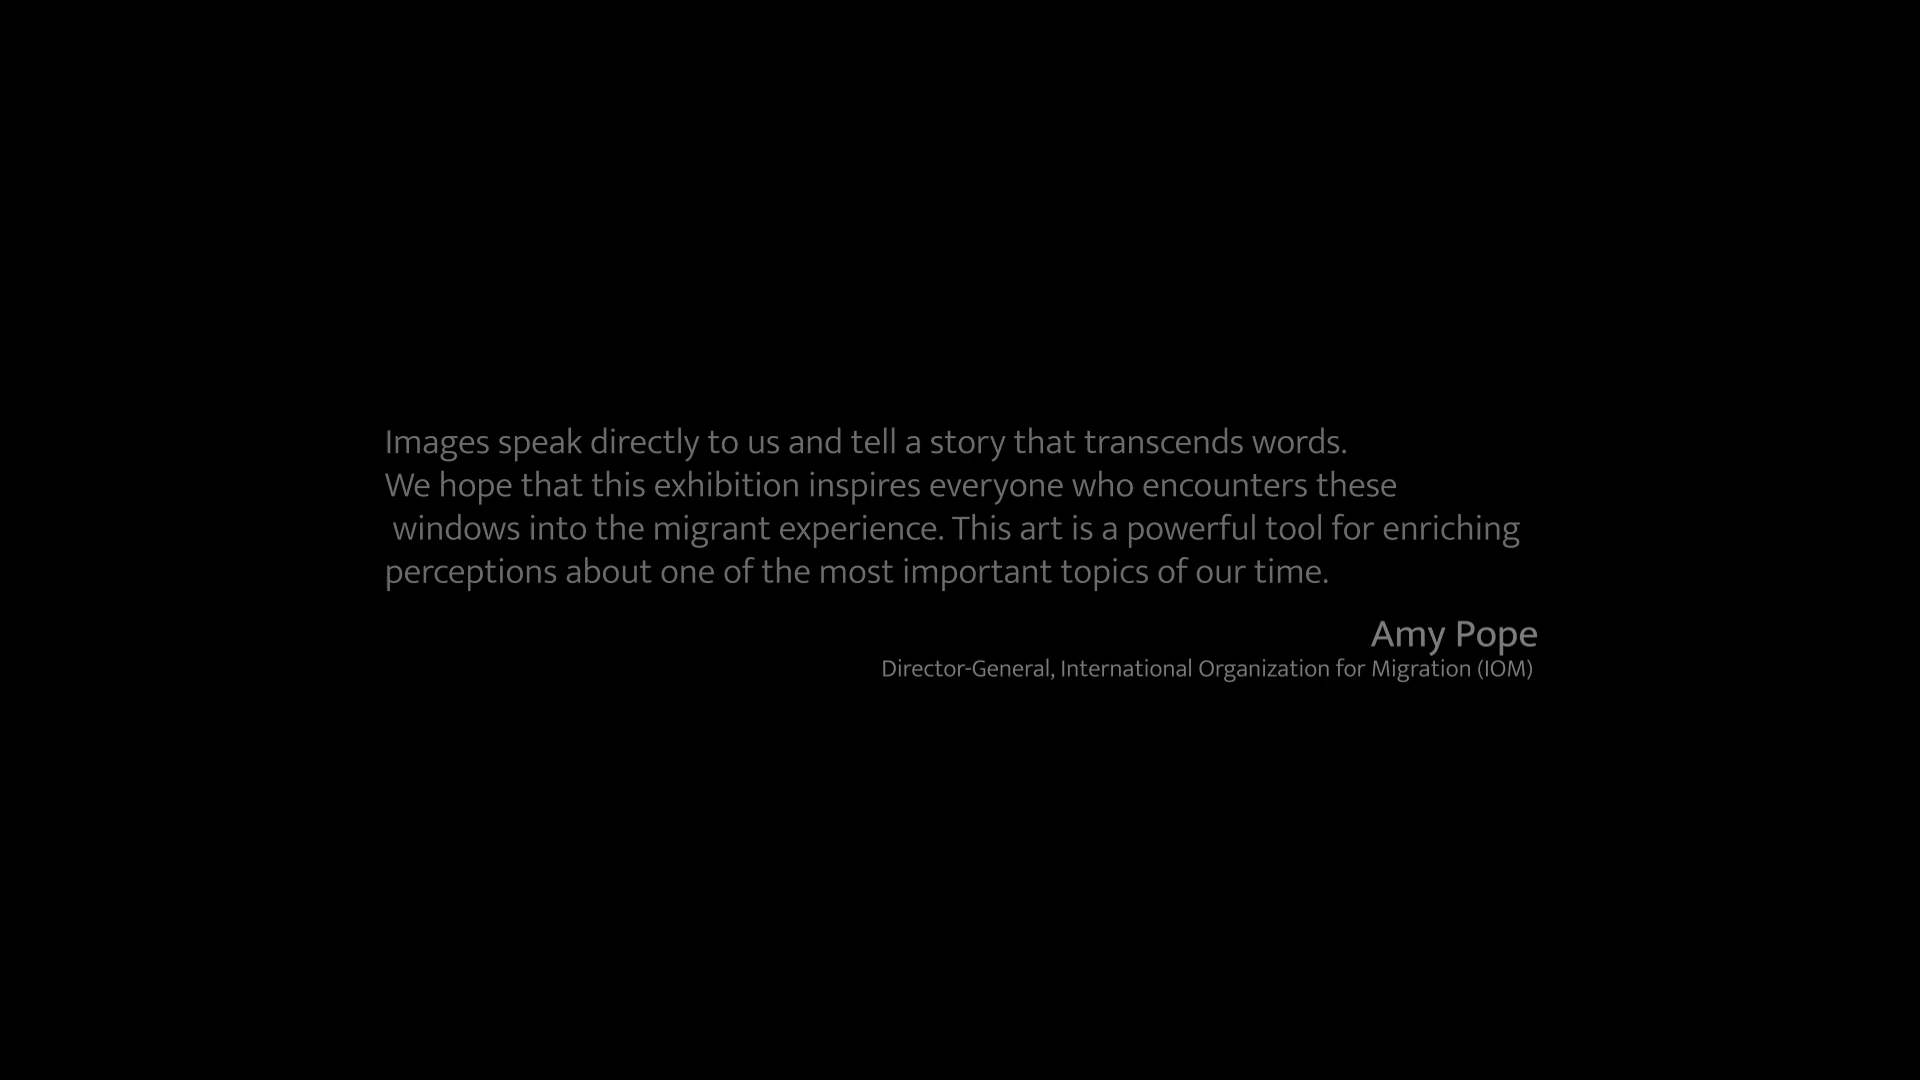 Images speak directly to us and tell a story that transcends words.
We hope that this exhibition inspires everyone who encounters these
windows into the migrant experience. This art is a powerful tool for enriching
perceptions about one of the most important topics of our time.
Amy Pope
Director-General, International Organization for Migration (IOM)